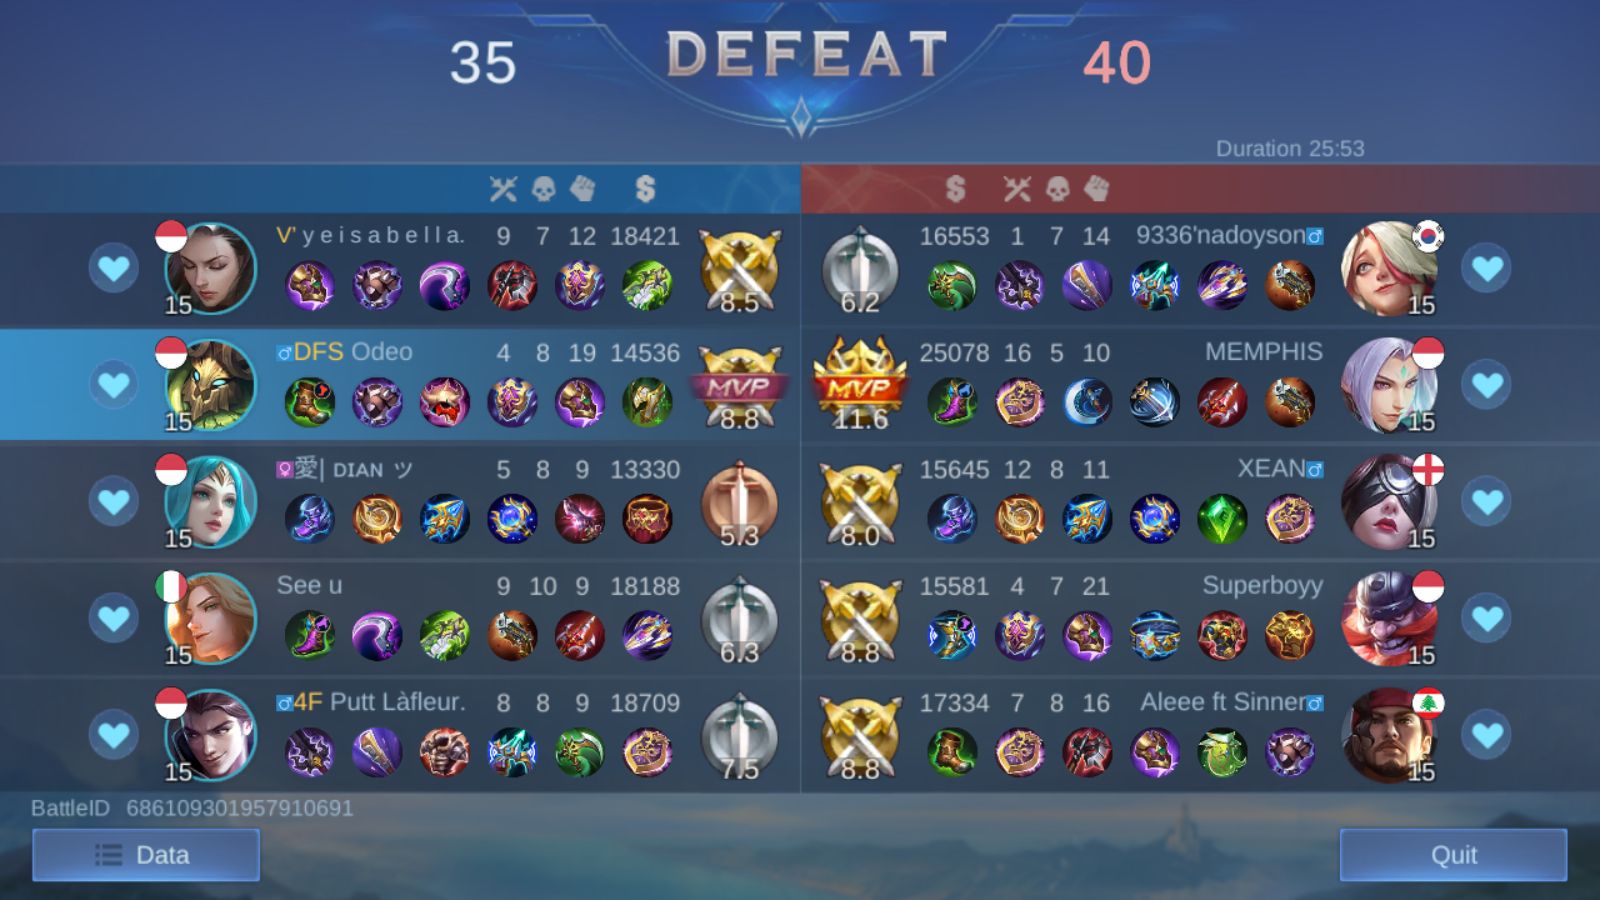 35 DEFEAT 40
Duration 25:53
V' y e i s a b e l l a. 9 7 12 18421
15 8.5
16553 1 7 14 9336'nadoyson♂
6.2 15
♂DFS Odeo 4 8 19 14536
15 MVP 8.8
25078 16 5 10 MEMPHIS
MVP 11.6 15
♀愛| DIAN ツ 5 8 9 13330
15 5.3
15645 12 8 11 XEAN♂
8.0 15
See u 9 10 9 18188
15 6.3
15581 4 7 21 Superboyy
8.8 15
♂4F Putt Làfleur. 8 8 9 18709
15 7.5
17334 7 8 16 Aleee ft Sinner♂
8.8 15
BattleID 686109301957910691
Data
Quit